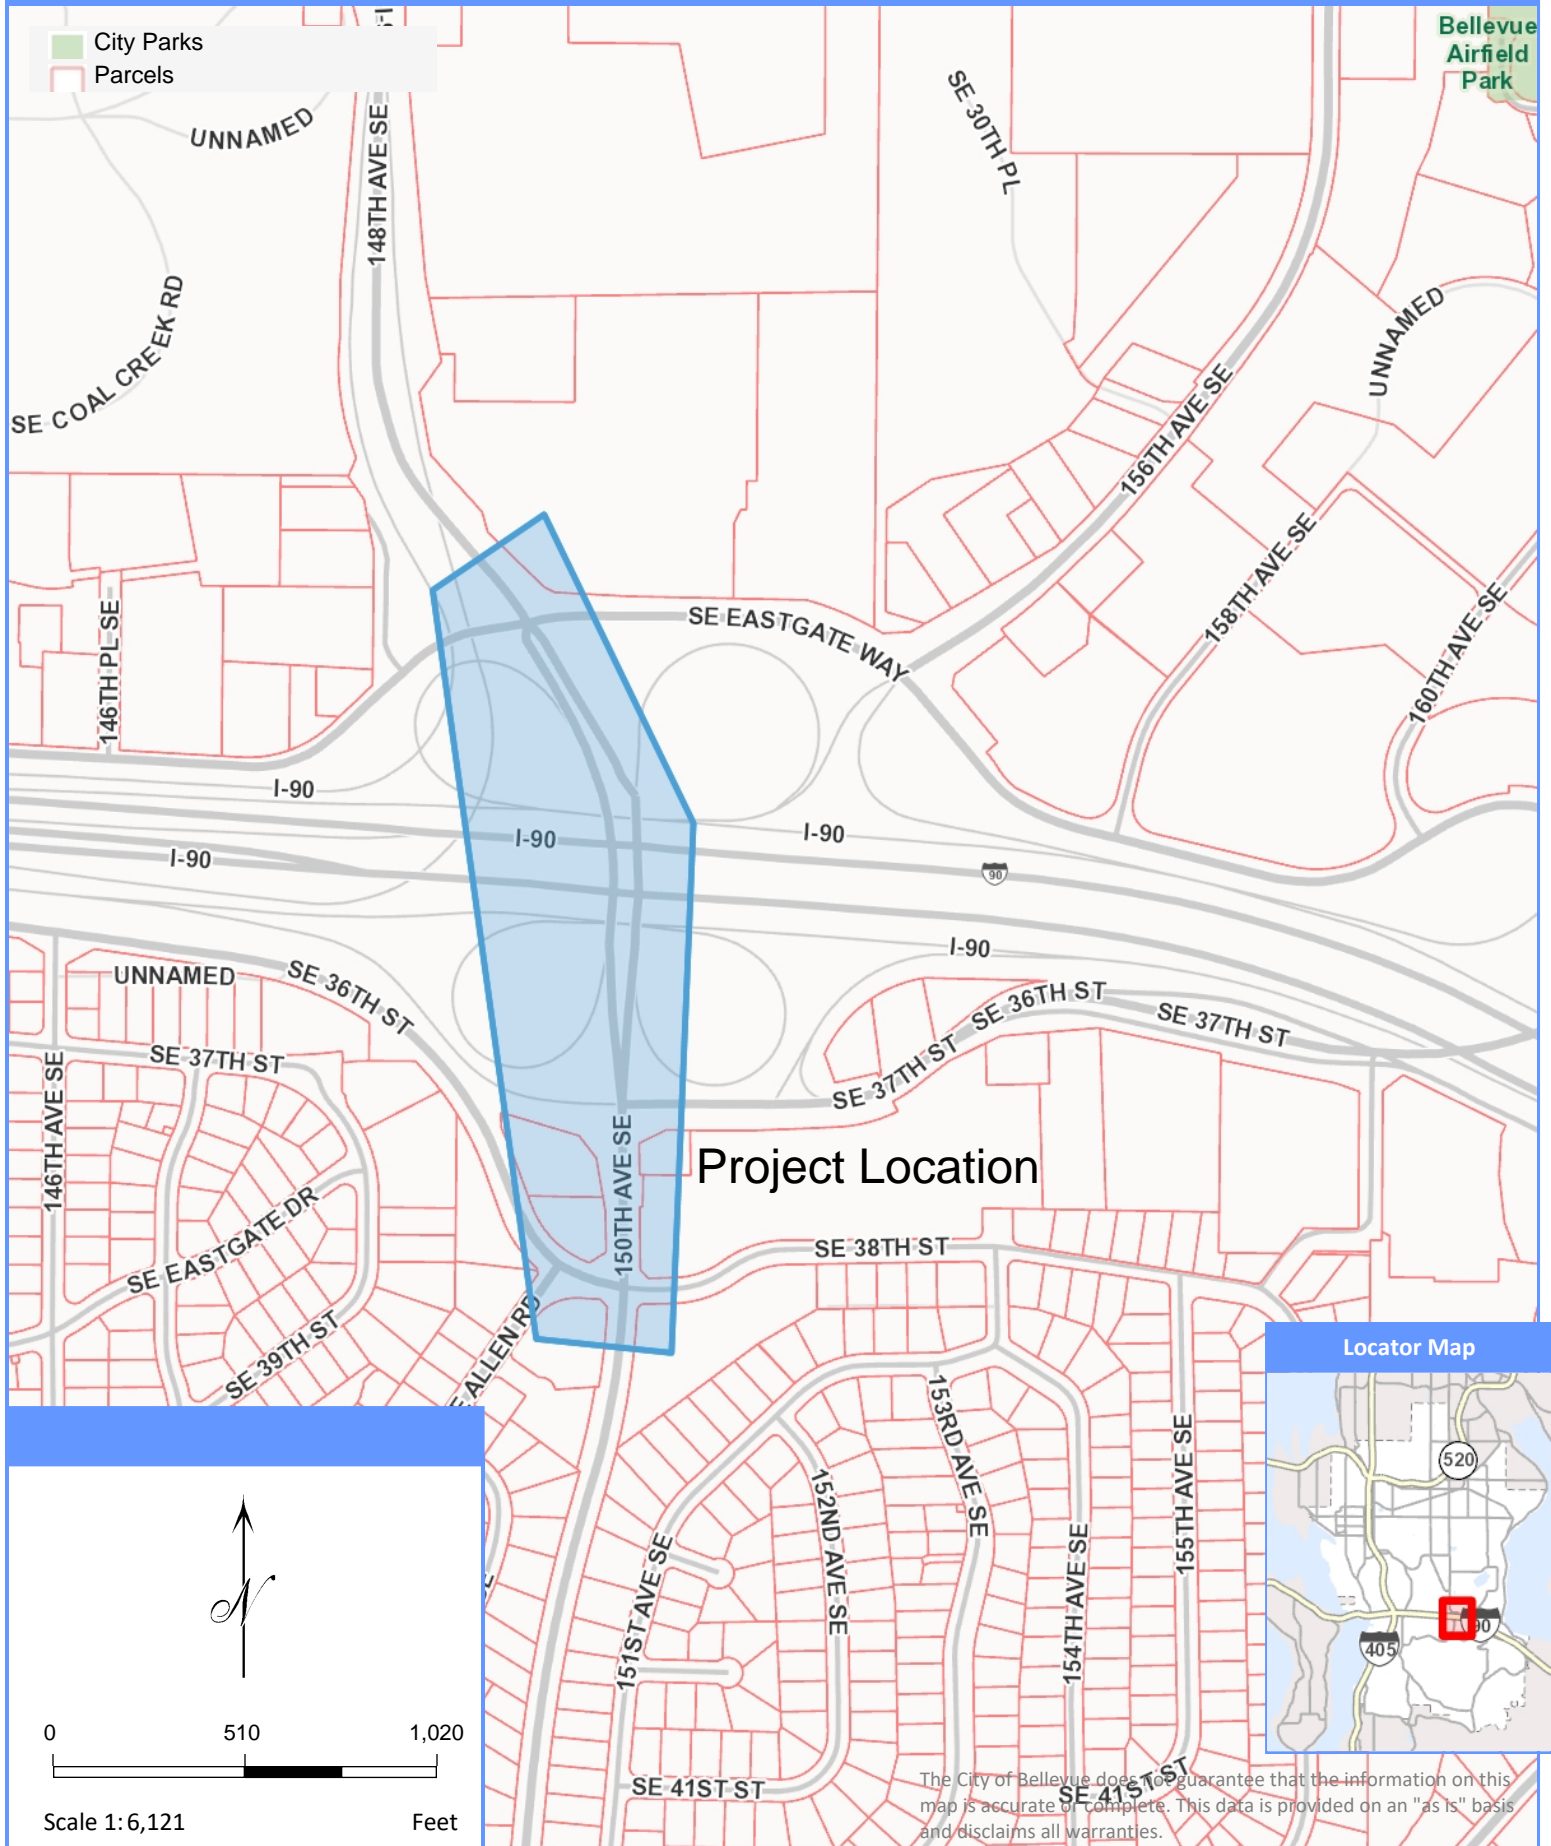 City Parks
Parcels
Bellevue
Airfield
Park
UNNAMED
148TH AVE SE
SE 30TH PL
SE COAL CREEK RD
UNNAMED
156TH AVE SE
158TH AVE SE
160TH AVE SE
146TH PL SE
SE EASTGATE WAY
I-90
I-90
I-90
I-90
90
I-90
UNNAMED
SE 36TH ST
SE 36TH ST
SE 37TH ST
SE 37TH ST
SE 37TH ST
146TH AVE SE
150TH AVE SE
Project Location
SE EASTGATE DR
SE 38TH ST
SE 39TH ST
E ALLEN RD
153RD AVE SE
152ND AVE SE
151ST AVE SE
154TH AVE SE
155TH AVE SE
SE 41ST ST
SE 41ST ST
Locator Map
520
90
405
N
0 510 1,020
Scale 1: 6,121 Feet
The City of Bellevue does not guarantee that the information on this
map is accurate or complete. This data is provided on an "as is" basis
and disclaims all warranties.